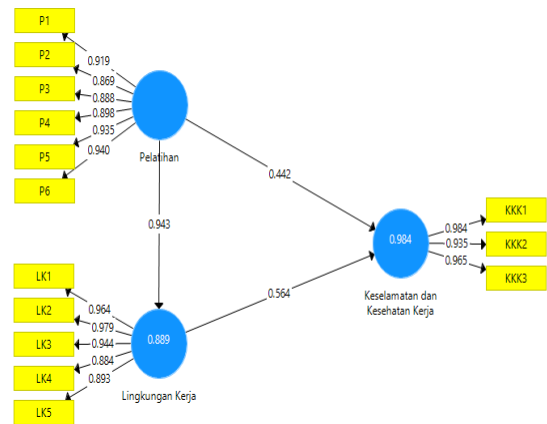 P1
P2
P3
P4
P5
P6
0.919
0.869
0.888
0.898
0.935
0.940
Pelatihan
0.442
0.943
0.984
Keselamatan dan
Kesehatan Kerja
0.984
0.935
0.965
KKK1
KKK2
KKK3
0.564
LK1
LK2
LK3
LK4
LK5
0.964
0.979
0.944
0.884
0.893
0.889
Lingkungan Kerja